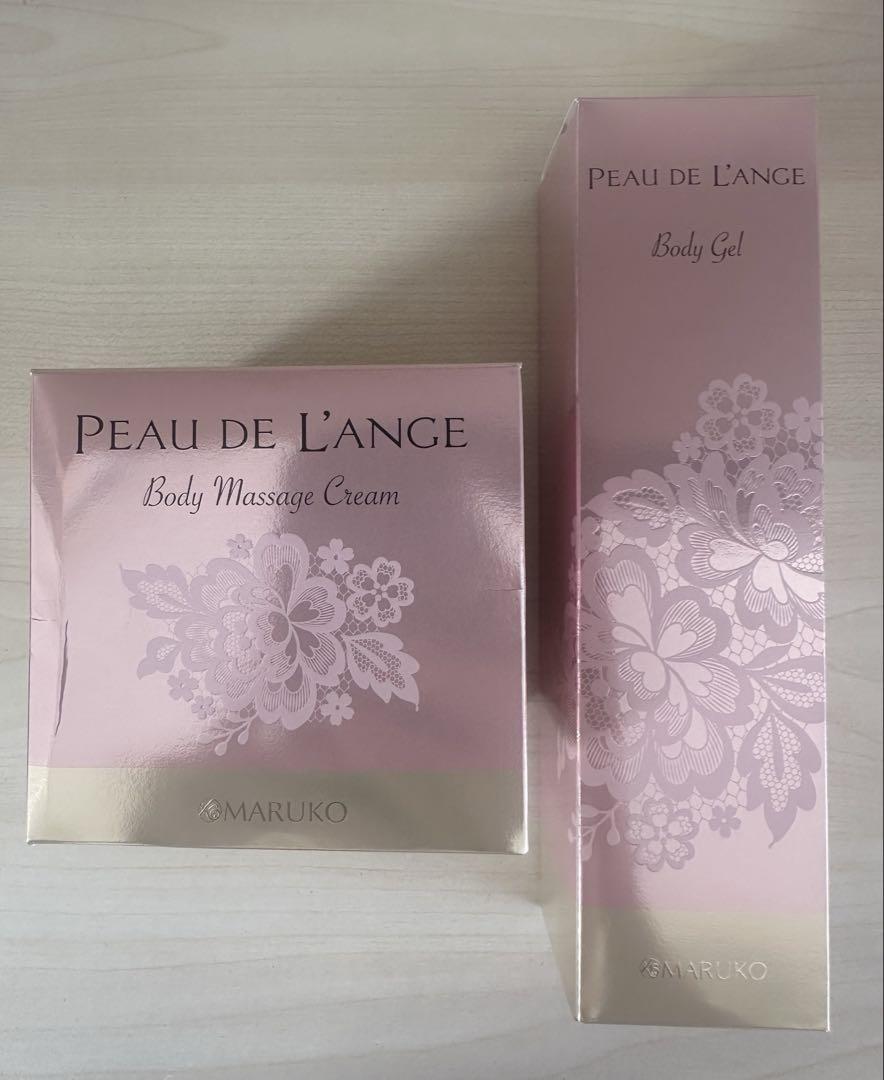 PEAU DE L'ANGE
Body Massage Cream
MARUKO
PEAU DE L'ANGE
Body Gel
MARUKO